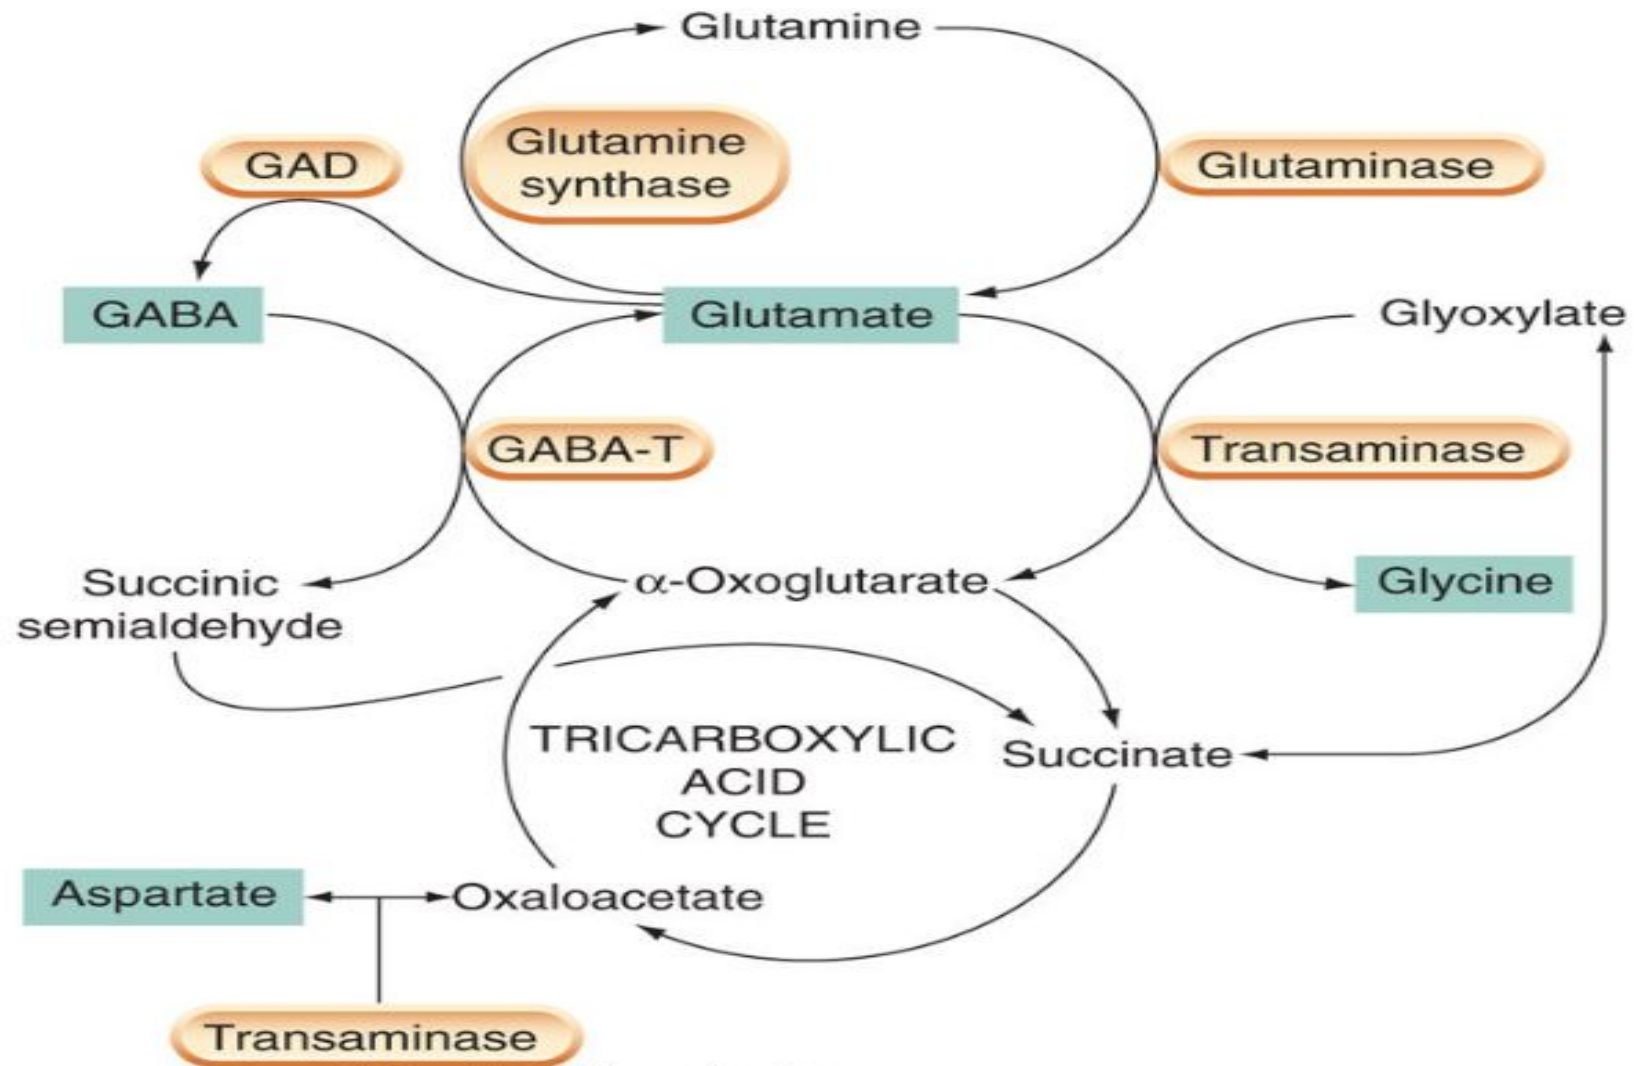 Glutamine
Glutamine
synthase
GAD
Glutaminase
GABA
Glutamate
Glyoxylate
GABA-T
Transaminase
Succinic
semialdehyde
α-Oxoglutarate
Glycine
TRICARBOXYLIC
ACID
CYCLE
Succinate
Aspartate
Oxaloacetate
Transaminase